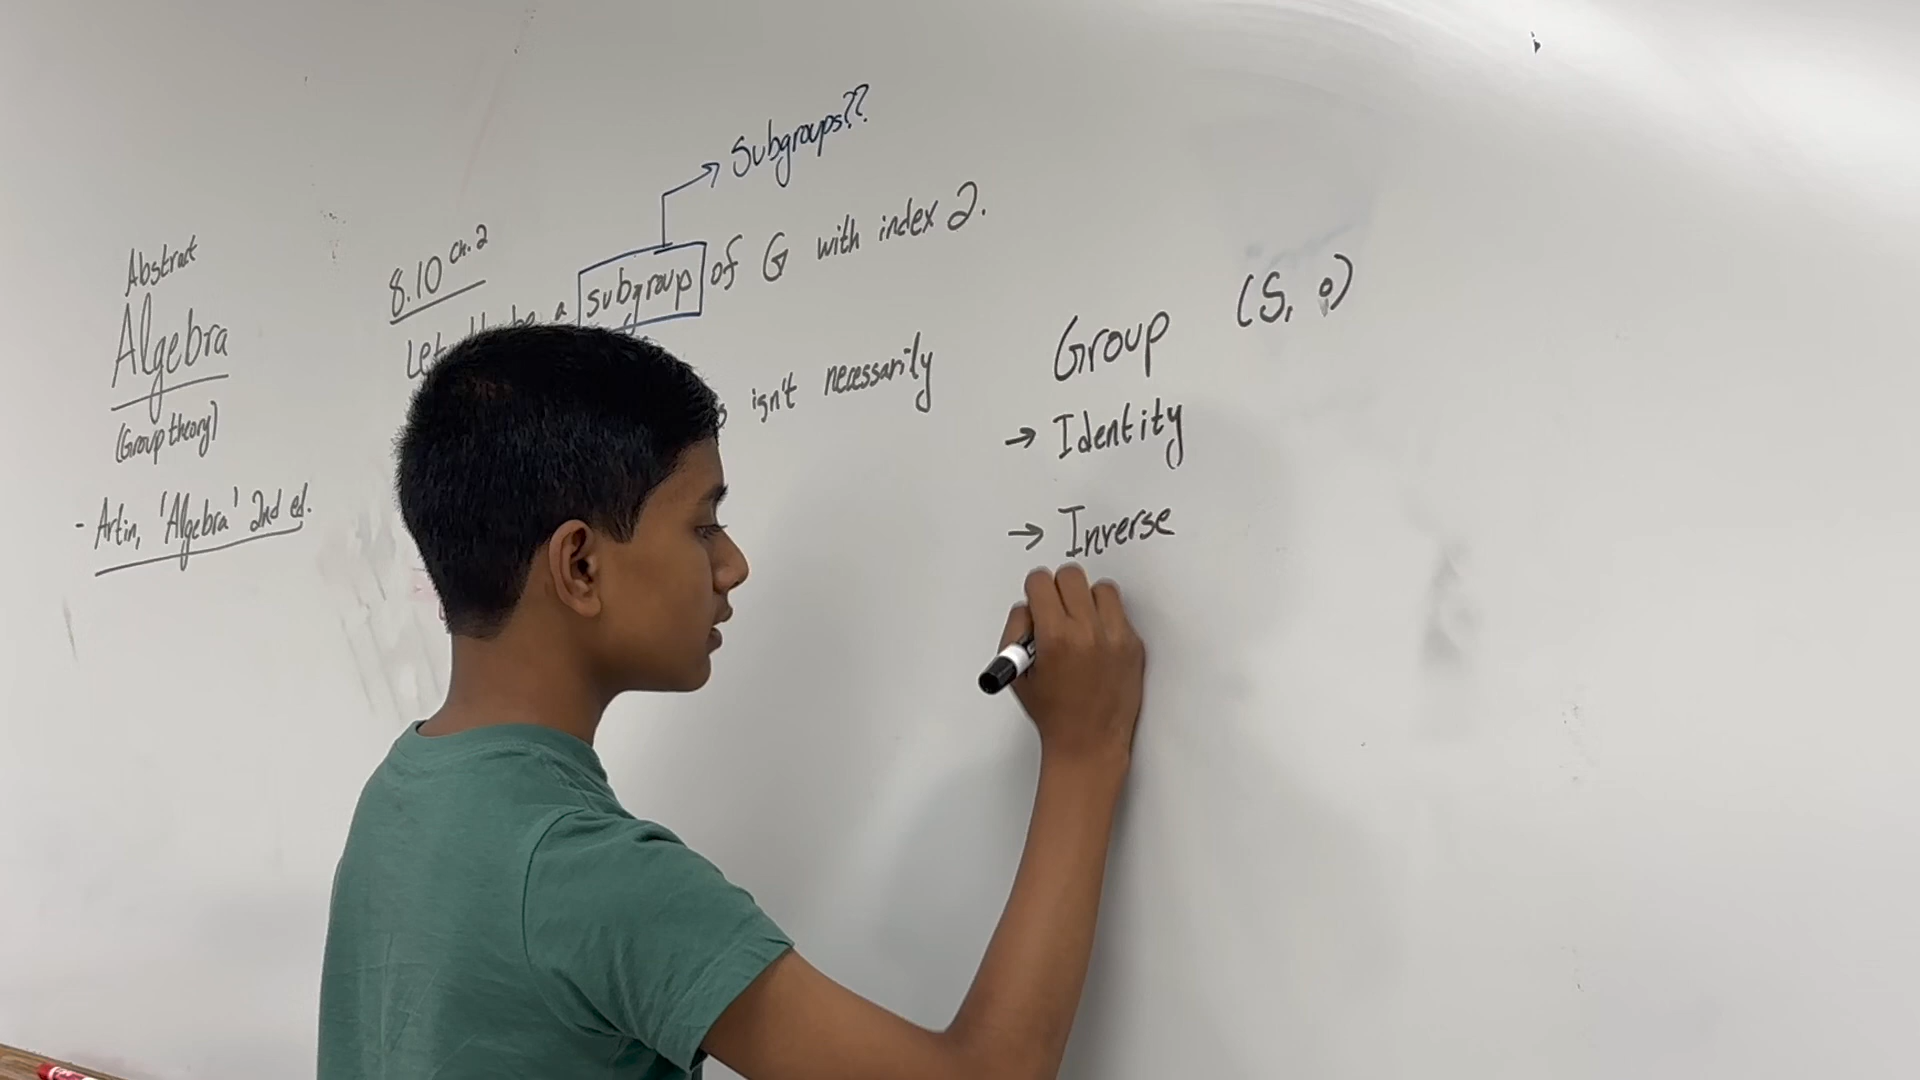 Abstract
Algebra
(Group theory)
- Artin, 'Algebra' 2nd ed.
Subgroups??
8.10 Ch. 2
Let be a subgroup of G with index 2.
isn't necessarily
Group (S, ∘)
→ Identity
→ Inverse